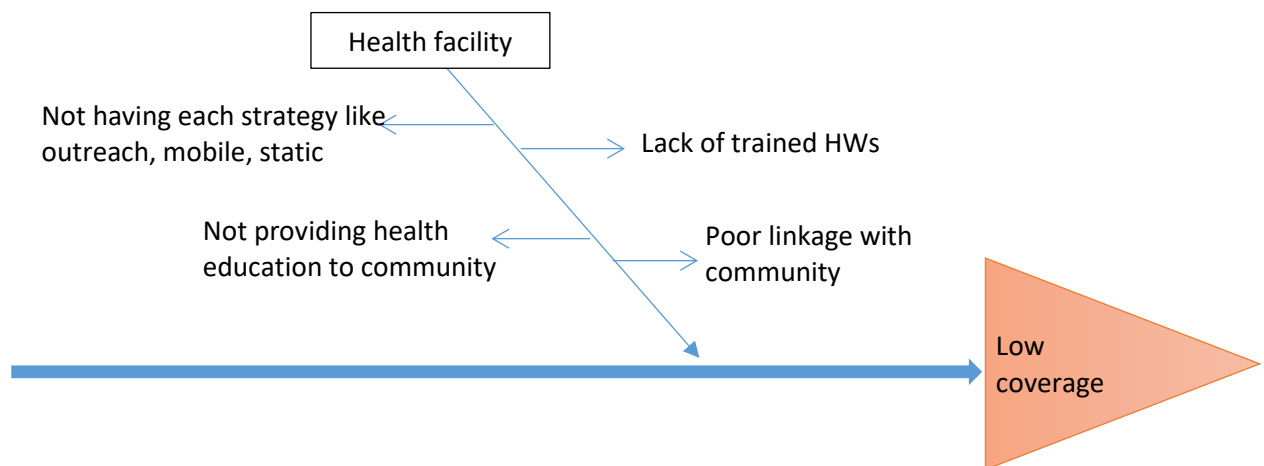 Health facility
Not having each strategy like
outreach, mobile, static
Lack of trained HWs
Not providing health
education to community
Poor linkage with
community
Low
coverage